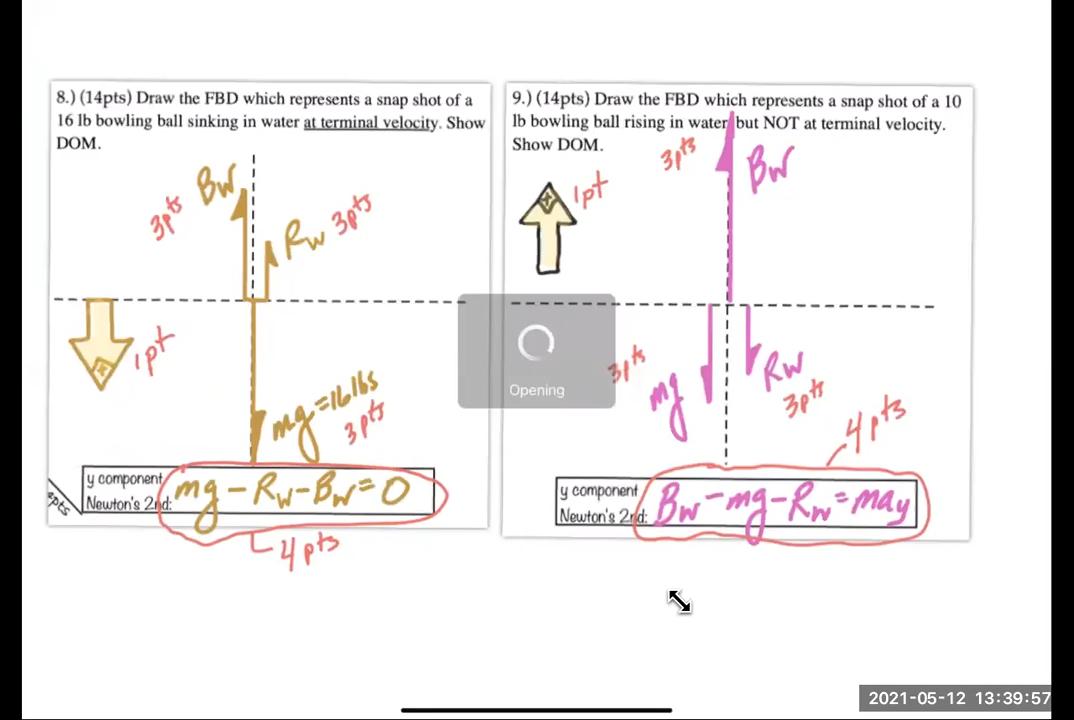 8.) (14pts) Draw the FBD which represents a snap shot of a
16 lb bowling ball sinking in water at terminal velocity. Show
DOM.
Bw
3pts
Rw 3pts
1pt
mg=16lbs
3pts
y component
Newton's 2nd:
mg-Rw-Bw=0
4pts
9.) (14pts) Draw the FBD which represents a snap shot of a 10
lb bowling ball rising in water, but NOT at terminal velocity.
Show DOM.
3pts
Bw
1pt
Opening
3pts
mg
Rw
3pts
4pts
y component
Newton's 2nd:
Bw-mg-Rw=may
2021-05-12 13:39:57